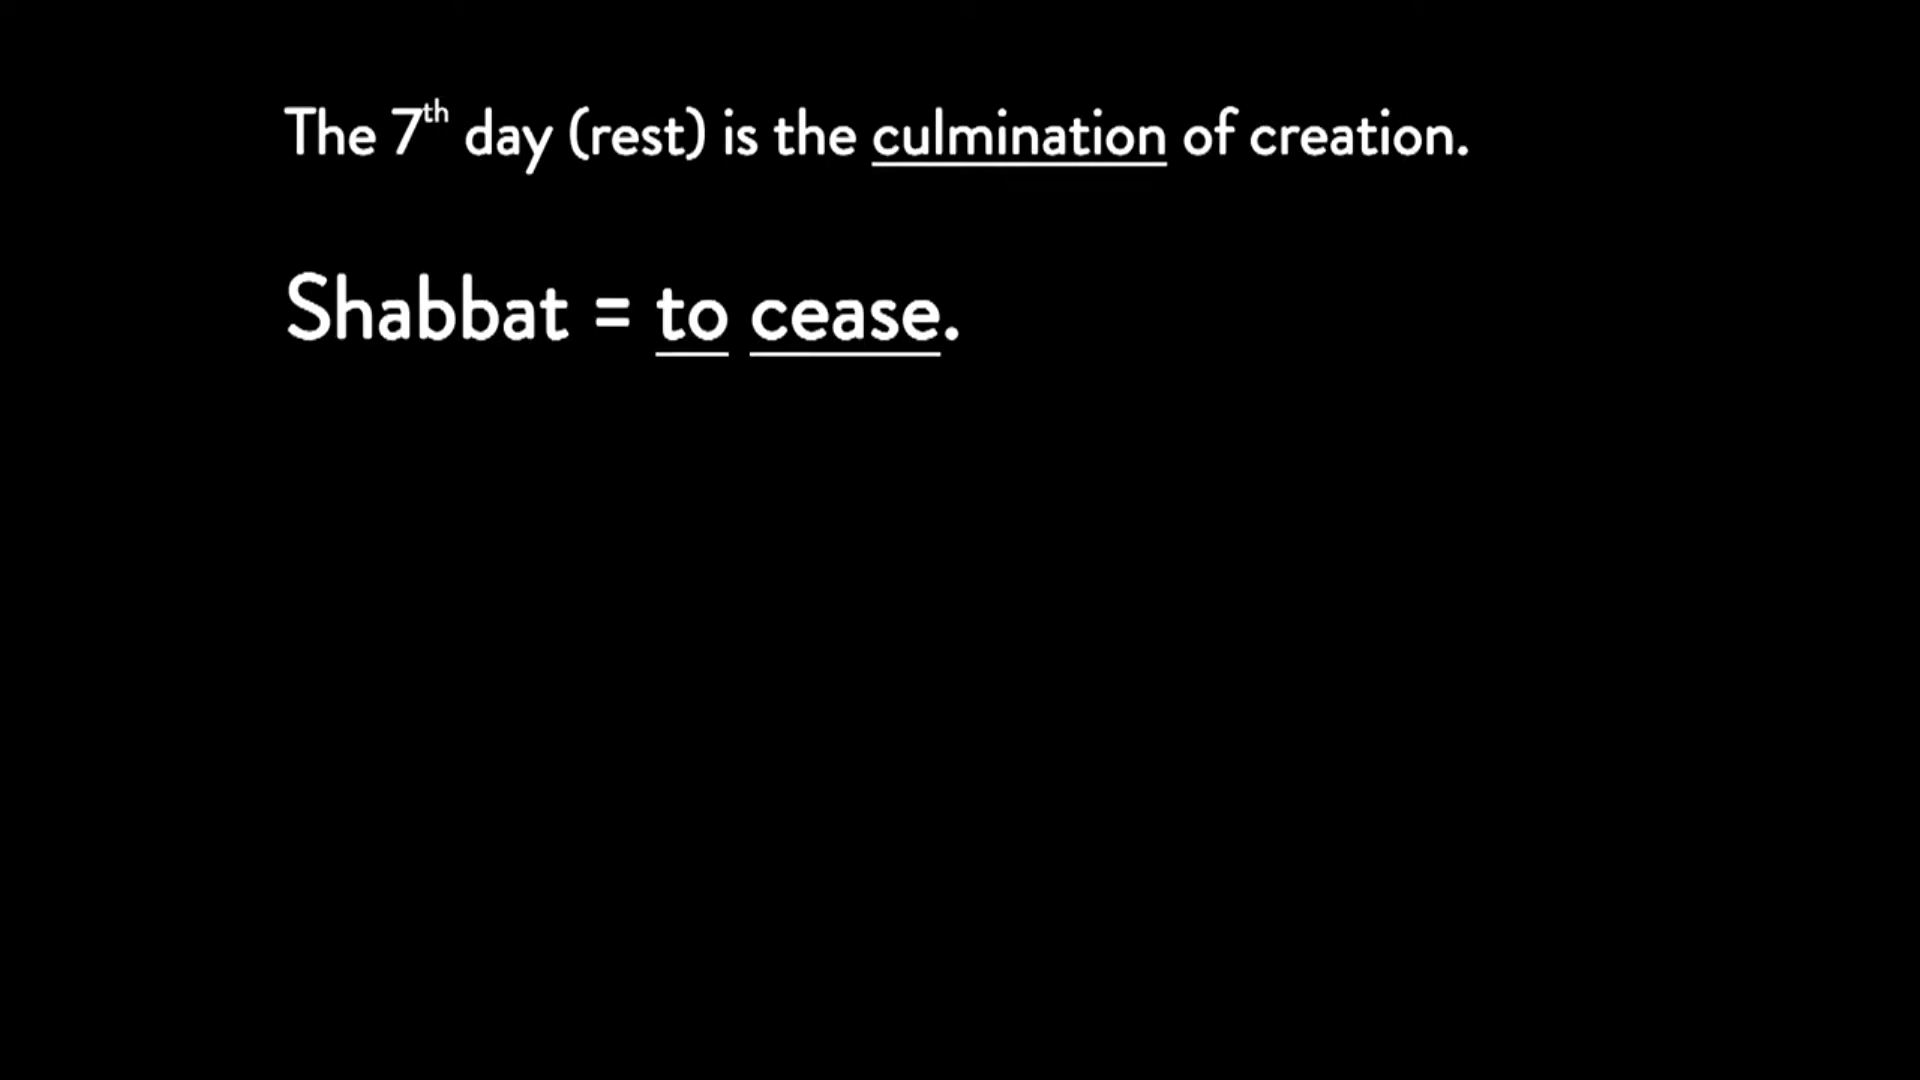 The 7th day (rest) is the culmination of creation.
Shabbat = to cease.